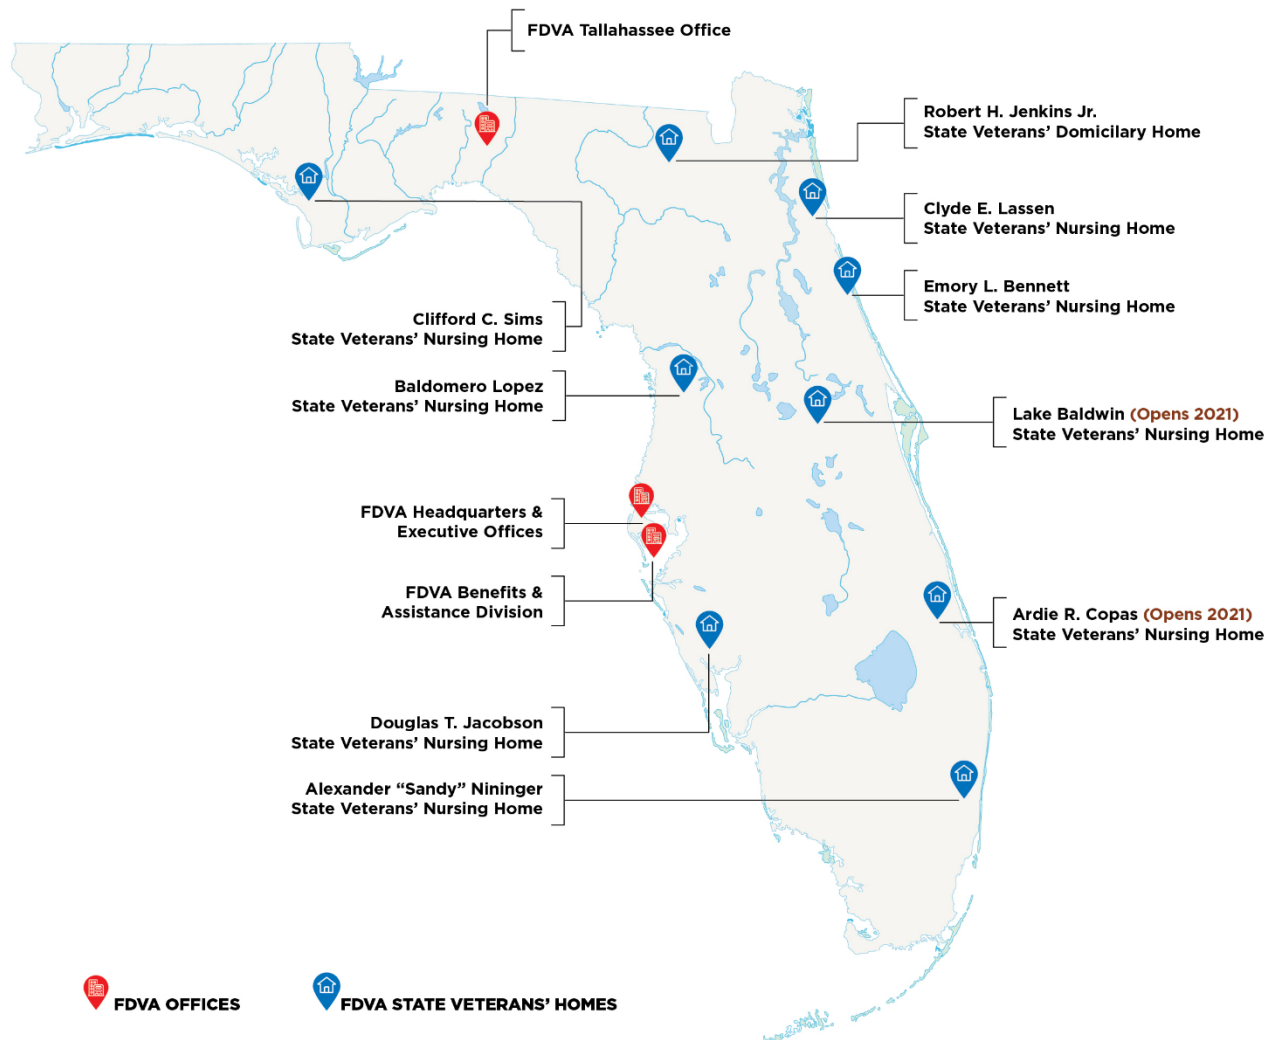 FDVA Tallahassee Office
Robert H. Jenkins Jr.
State Veterans’ Domicilary Home
Clyde E. Lassen
State Veterans’ Nursing Home
Emory L. Bennett
State Veterans’ Nursing Home
Clifford C. Sims
State Veterans’ Nursing Home
Baldomero Lopez
State Veterans’ Nursing Home
Lake Baldwin (Opens 2021)
State Veterans’ Nursing Home
FDVA Headquarters &
Executive Offices
FDVA Benefits &
Assistance Division
Ardie R. Copas (Opens 2021)
State Veterans’ Nursing Home
Douglas T. Jacobson
State Veterans’ Nursing Home
Alexander “Sandy” Nininger
State Veterans’ Nursing Home
FDVA OFFICES
FDVA STATE VETERANS’ HOMES